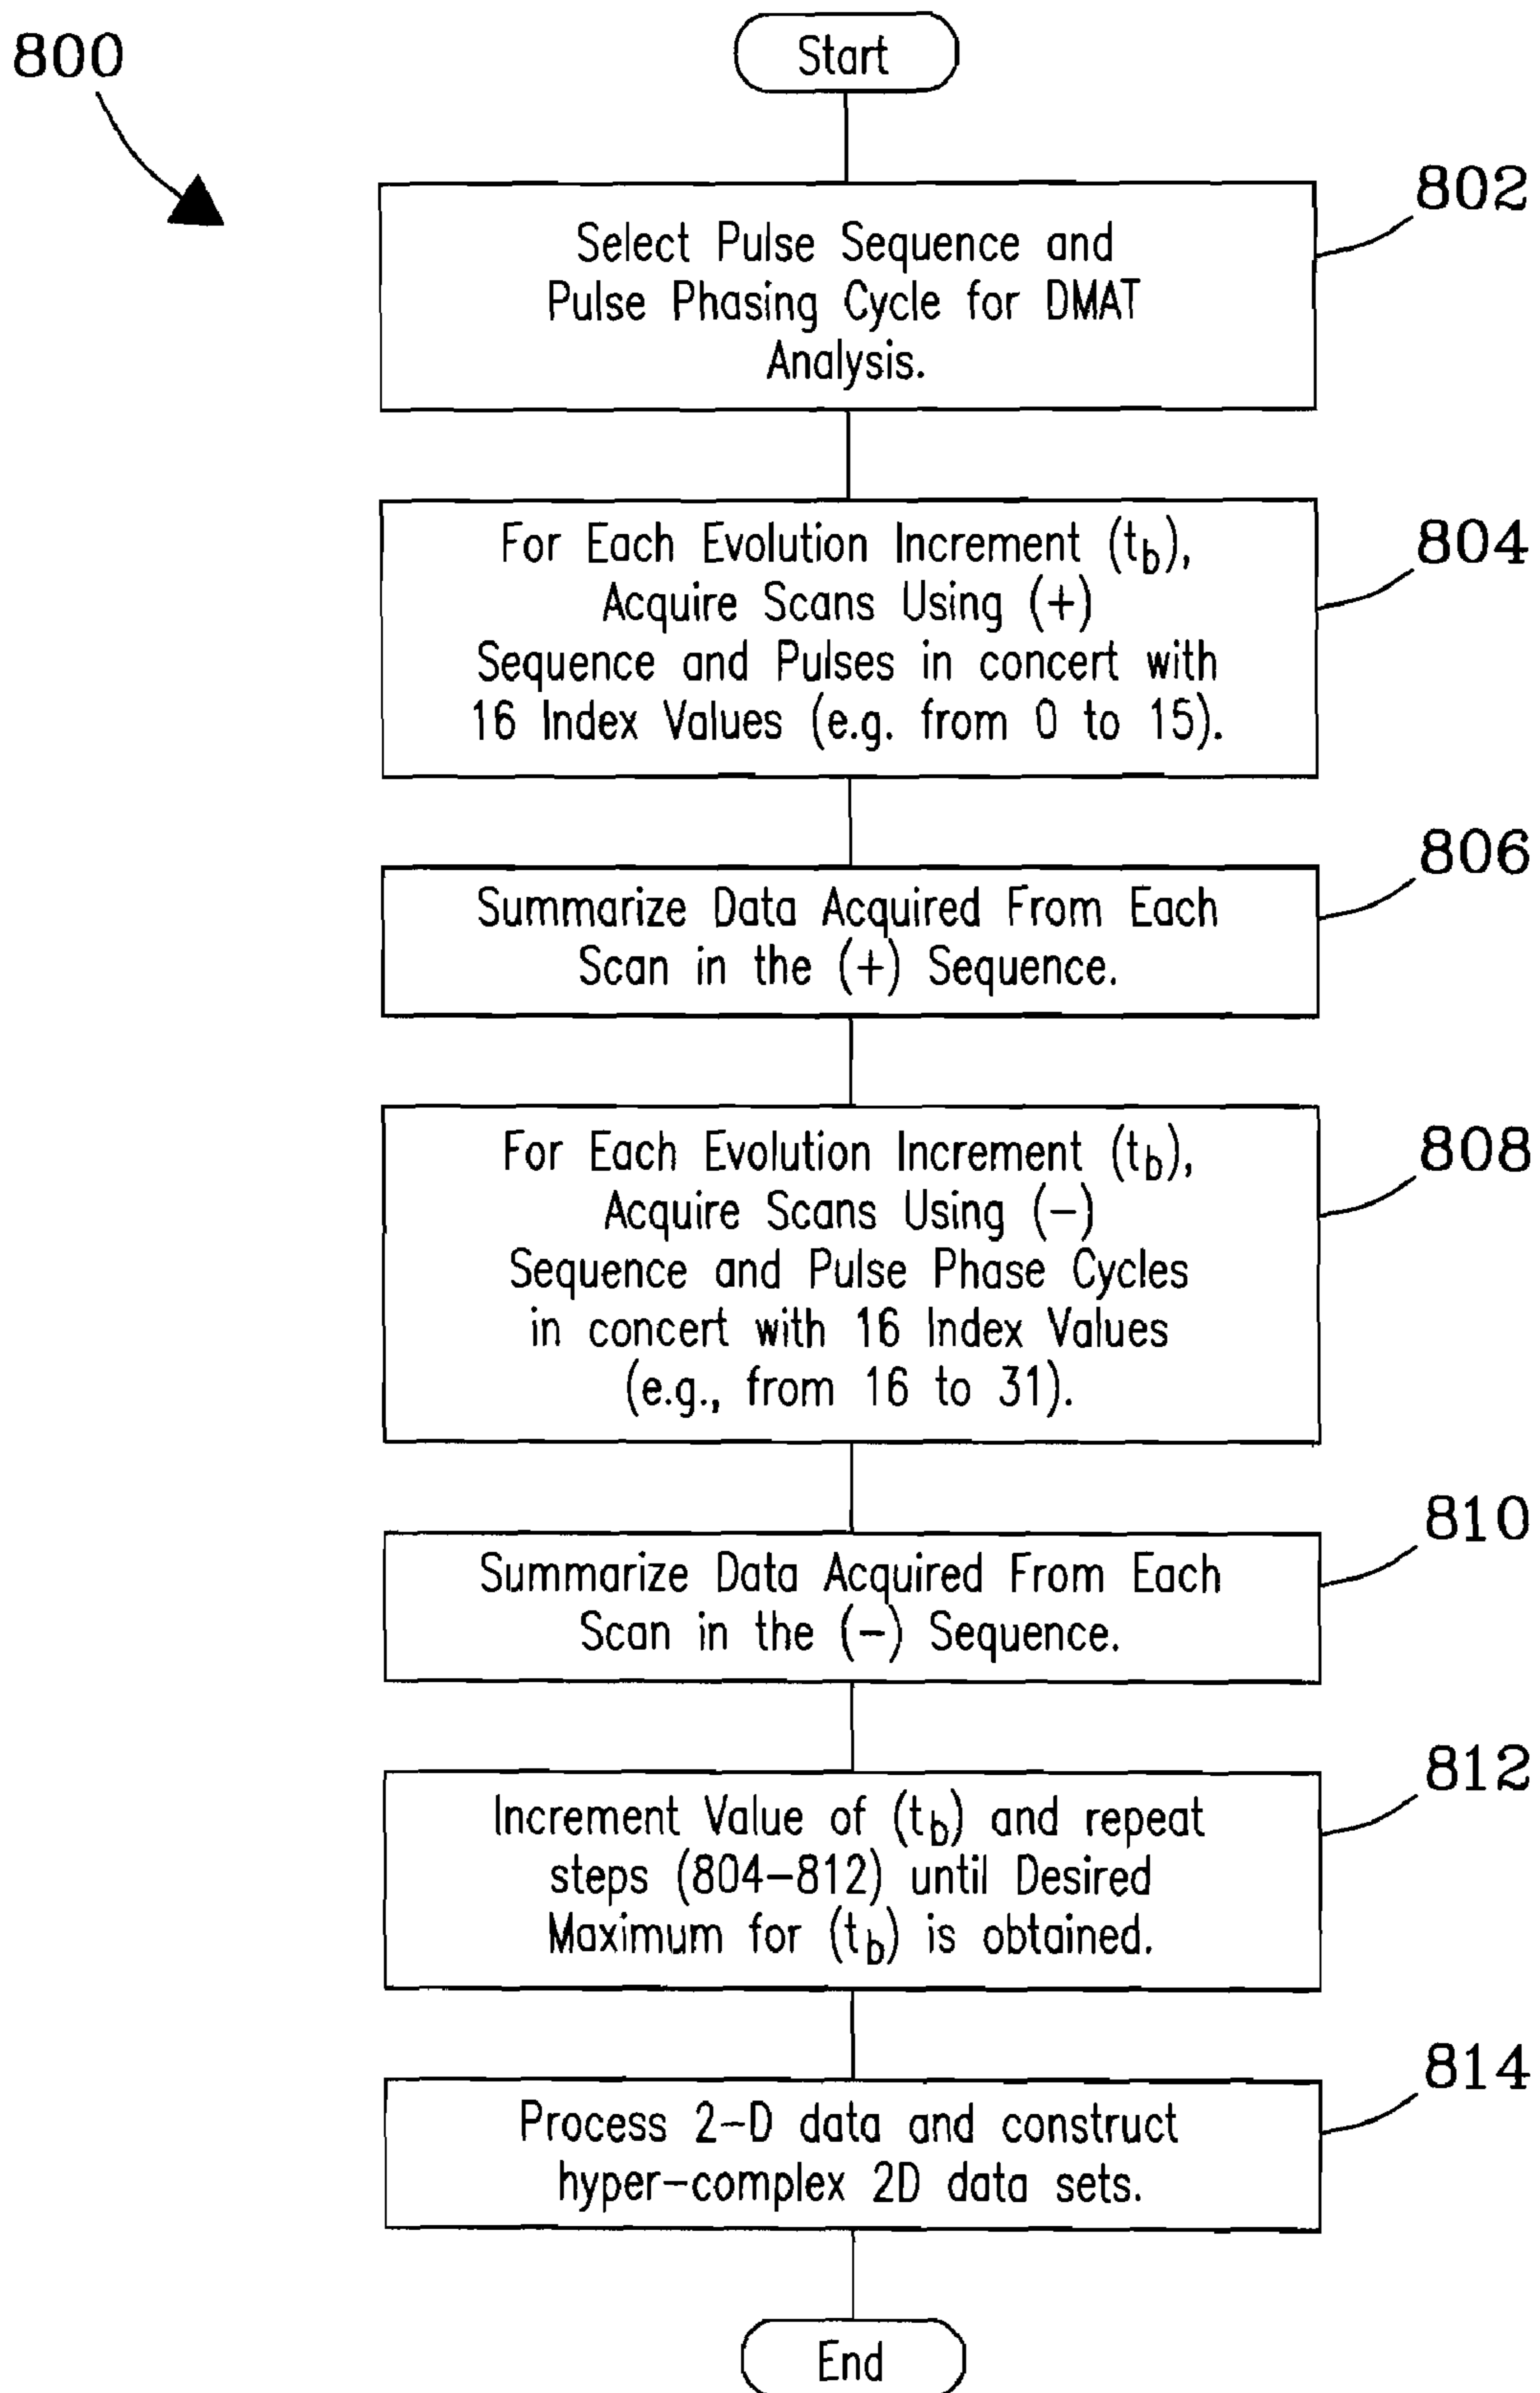 800
Start
802
Select Pulse Sequence and
Pulse Phasing Cycle for DMAT
Analysis.
804
For Each Evolution Increment (tb),
Acquire Scans Using (+)
Sequence and Pulses in concert with
16 Index Values (e.g. from 0 to 15).
806
Summarize Data Acquired From Each
Scan in the (+) Sequence.
808
For Each Evolution Increment (tb),
Acquire Scans Using (−)
Sequence and Pulse Phase Cycles
in concert with 16 Index Values
(e.g., from 16 to 31).
810
Summarize Data Acquired From Each
Scan in the (−) Sequence.
812
Increment Value of (tb) and repeat
steps (804−812) until Desired
Maximum for (tb) is obtained.
814
Process 2−D data and construct
hyper−complex 2D data sets.
End